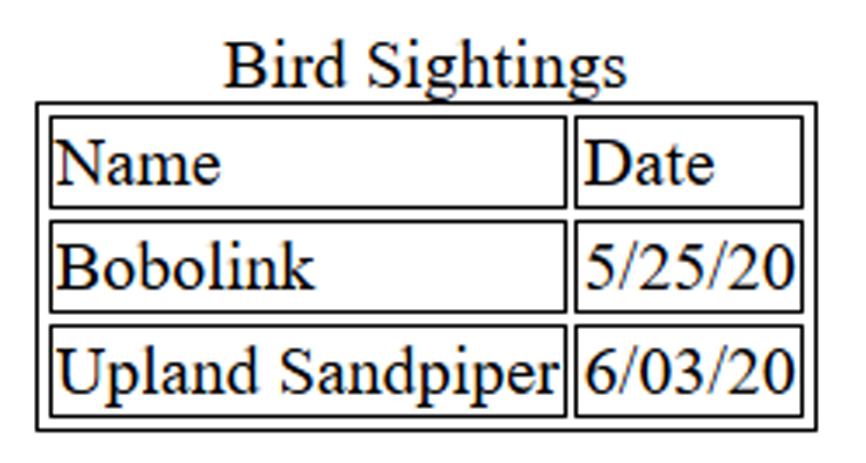 Bird Sightings
Name Date
Bobolink 5/25/20
Upland Sandpiper 6/03/20